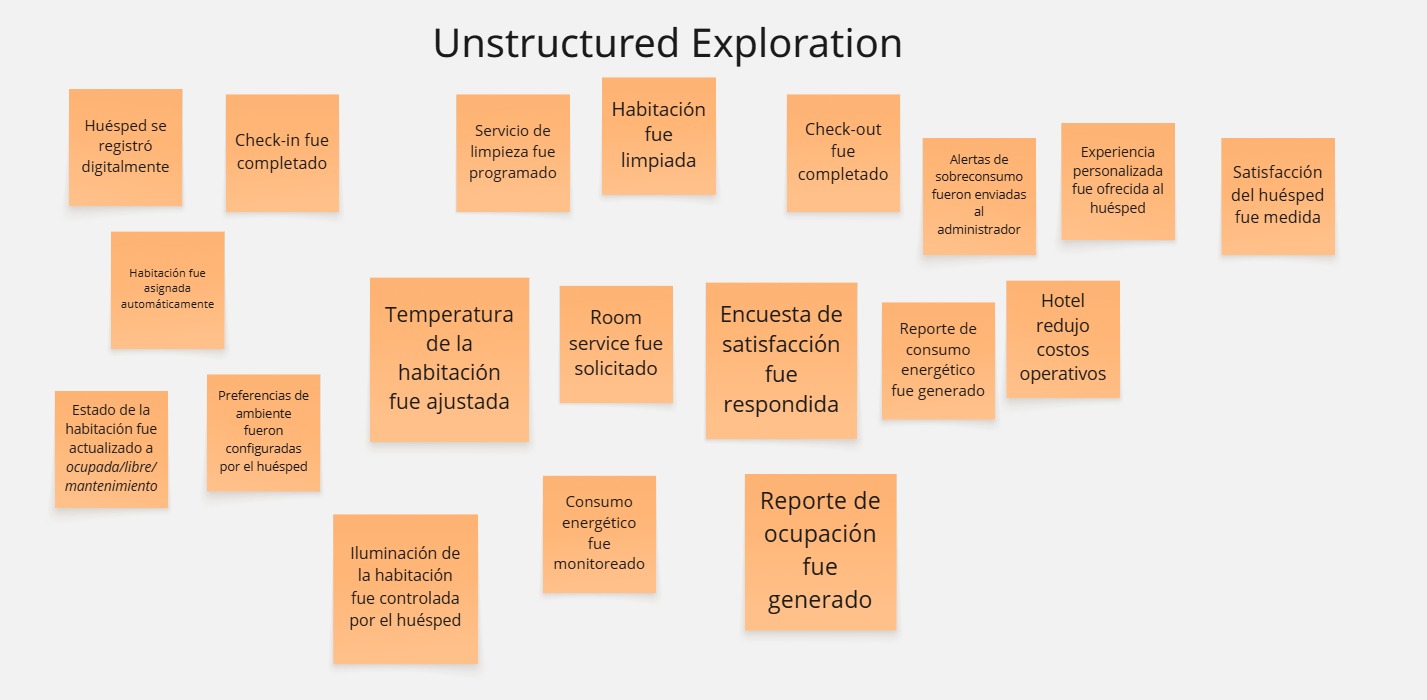 Unstructured Exploration
Huésped se
registró
digitalmente
Check-in fue
completado
Servicio de
limpieza fue
programado
Habitación
fue
limpiada
Check-out
fue
completado
Alertas de
sobreconsumo
fueron enviadas
al
administrador
Experiencia
personalizada
fue ofrecida al
huésped
Satisfacción
del huésped
fue medida
Habitación fue
asignada
automáticamente
Temperatura
de la
habitación
fue ajustada
Room
service fue
solicitado
Encuesta de
satisfacción
fue
respondida
Reporte de
consumo
energético
fue generado
Hotel
redujo
costos
operativos
Estado de la
habitación fue
actualizado a
ocupada/libre/
mantenimiento
Preferencias de
ambiente
fueron
configuradas
por el huésped
Iluminación de
la habitación
fue controlada
por el huésped
Consumo
energético
fue
monitoreado
Reporte de
ocupación
fue
generado